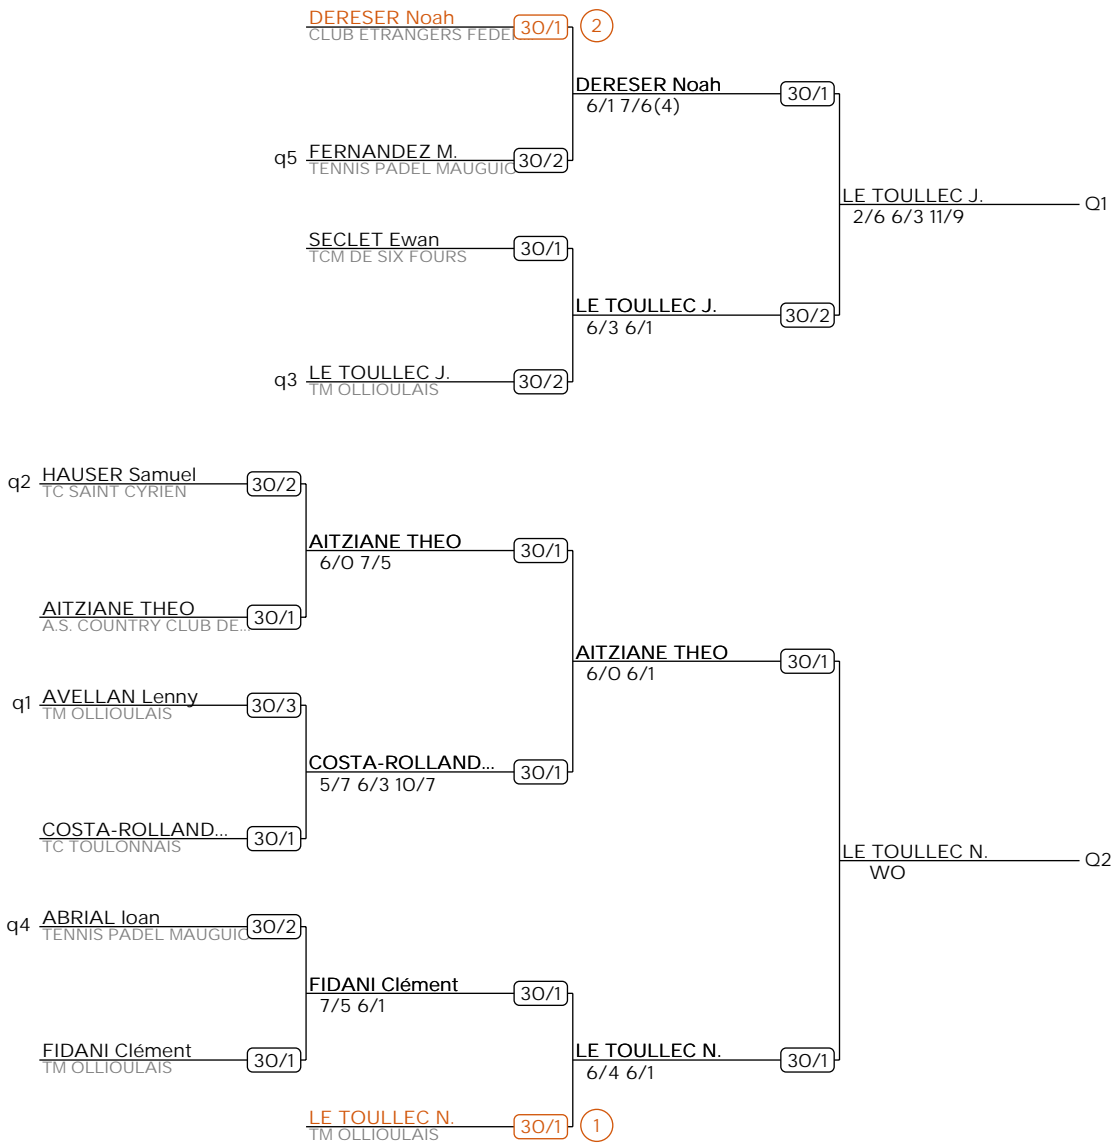 DERESER Noah
CLUB ETRANGERS FEDE
30/1
2
DERESER Noah
30/1
6/1 7/6(4)
q5
FERNANDEZ M.
30/2
TENNIS PADEL MAUGUIO
LE TOULLEC J.
Q1
2/6 6/3 11/9
SECLET Ewan
30/1
TCM DE SIX FOURS
LE TOULLEC J.
30/2
6/3 6/1
q3
LE TOULLEC J.
30/2
TM OLLIOULAIS
q2
HAUSER Samuel
30/2
TC SAINT CYRIEN
AITZIANE THEO
30/1
6/0 7/5
AITZIANE THEO
30/1
A.S. COUNTRY CLUB DE...
AITZIANE THEO
30/1
6/0 6/1
q1
AVELLAN Lenny
30/3
TM OLLIOULAIS
COSTA-ROLLAND...
30/1
5/7 6/3 10/7
COSTA-ROLLAND...
30/1
TC TOULONNAIS
LE TOULLEC N.
Q2
WO
q4
ABRIAL Ioan
30/2
TENNIS PADEL MAUGUIO
FIDANI Clément
30/1
7/5 6/1
FIDANI Clément
30/1
TM OLLIOULAIS
LE TOULLEC N.
30/1
6/4 6/1
LE TOULLEC N.
30/1
1
TM OLLIOULAIS